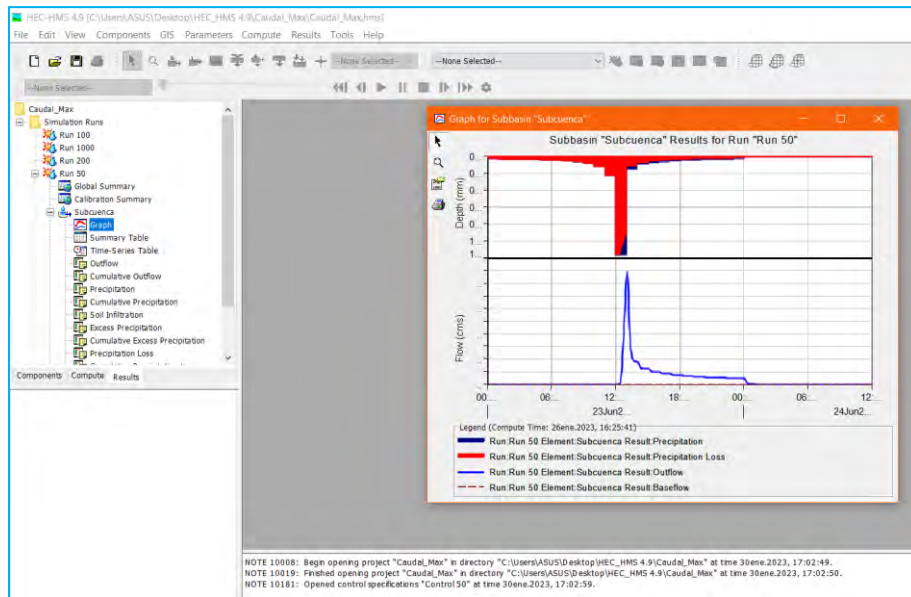 HEC-HMS 4.9 [C:\Users\ASUS\Desktop\HEC_HMS 4.9\Caudal_Max\Caudal_Max.hms]
File Edit View Components GIS Parameters Compute Results Tools Help
--None Selected-- --None Selected--
--None Selected--
Caudal_Max
Simulation Runs
Run 100
Run 1000
Run 200
Run 50
Global Summary
Calibration Summary
Subcuenca
Graph
Summary Table
Time-Series Table
Outflow
Cumulative Outflow
Precipitation
Cumulative Precipitation
Soil Infiltration
Excess Precipitation
Cumulative Excess Precipitation
Precipitation Loss
Components Compute Results
Graph for Subbasin "Subcuenca"
Subbasin "Subcuenca" Results for Run "Run 50"
Depth (mm)
0...
0...
0...
0...
1...
1...
Flow (cms)
00:... 06:... 12:... 18:... 00:... 06:... 12:...
23Jun2... 24Jun2...
Legend (Compute Time: 26ene.2023, 16:25:41)
Run:Run 50 Element:Subcuenca Result:Precipitation
Run:Run 50 Element:Subcuenca Result:Precipitation Loss
Run:Run 50 Element:Subcuenca Result:Outflow
Run:Run 50 Element:Subcuenca Result:Baseflow
NOTE 10008: Begin opening project "Caudal_Max" in directory "C:\Users\ASUS\Desktop\HEC_HMS 4.9\Caudal_Max" at time 30ene.2023, 17:02:49.
NOTE 10019: Finished opening project "Caudal_Max" in directory "C:\Users\ASUS\Desktop\HEC_HMS 4.9\Caudal_Max" at time 30ene.2023, 17:02:50.
NOTE 10181: Opened control specifications "Control 50" at time 30ene.2023, 17:02:59.